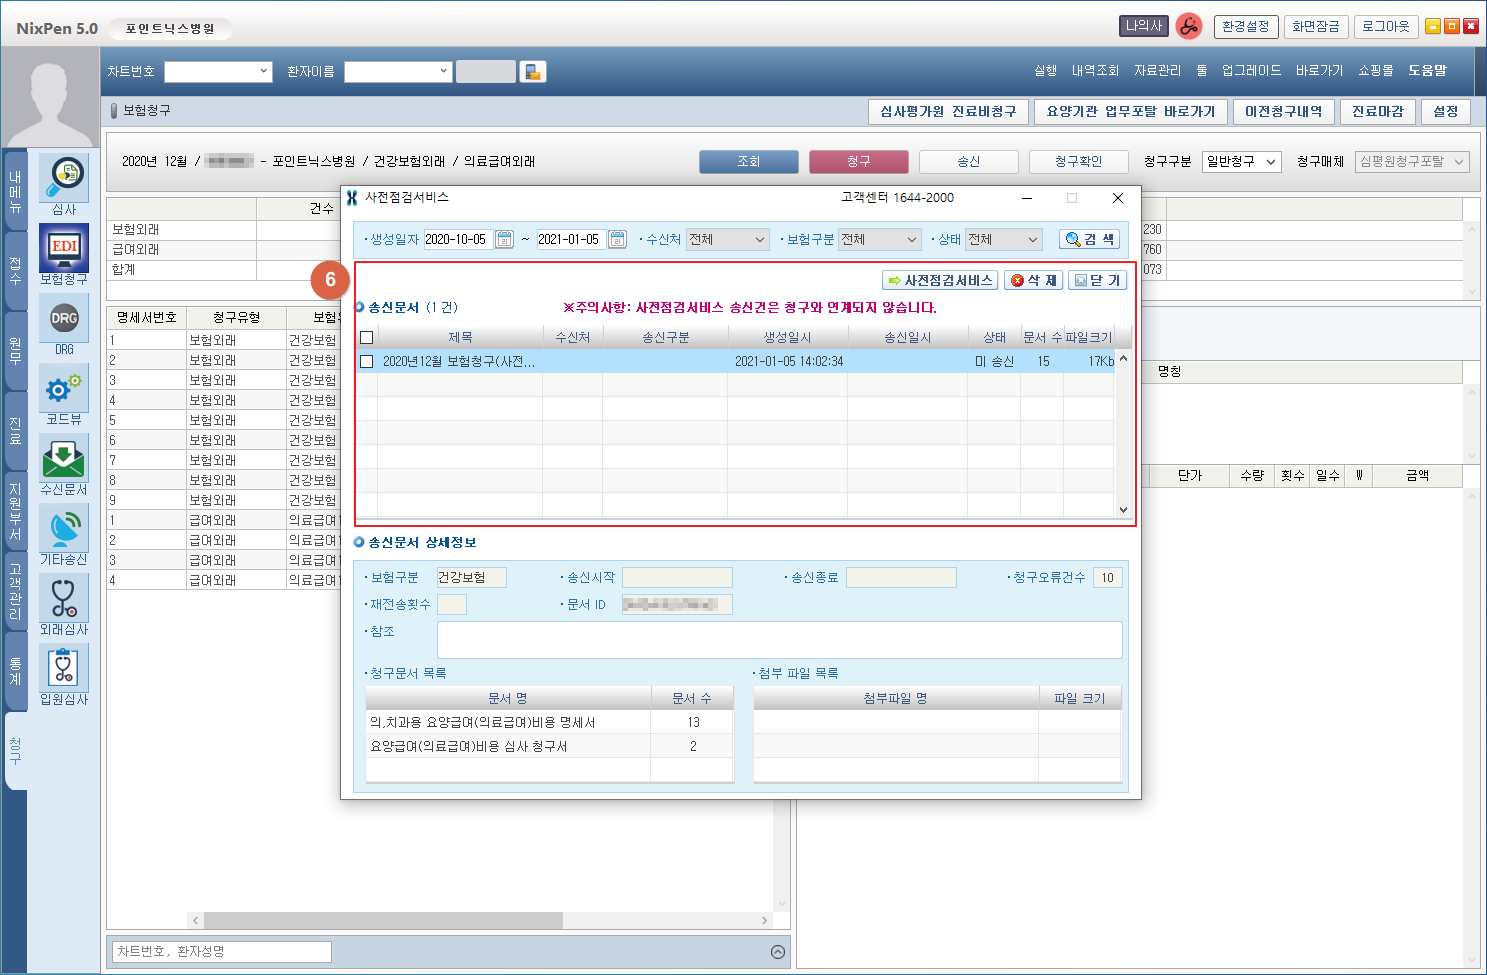 NixPen 5.0 포인트닉스병원 나의사 환경설정 화면잠금 로그아웃
차트번호 환자이름 실행 내역조회 자료관리 툴 업그레이드 바로가기 쇼핑몰 도움말
보험청구 심사평가원 진료비청구 요양기관 업무포탈 바로가기 이전청구내역 진료마감 설정
2020년 12월 / - 포인트닉스병원 / 건강보험외래 / 의료급여외래 조회 청구 송신 청구확인 청구구분 일반청구 청구매체 심평원청구포탈
내메뉴
접수
원무
진료
지원부서
고객관리
통계
청구
심사
EDI
보험청구
DRG
DRG
코드뷰
수신문서
기타송신
외래심사
입원심사
건수
보험외래 230
급여외래 760
합계 073
명세서번호 청구유형 보험
1 보험외래 건강보험
2 보험외래 건강보험
3 보험외래 건강보험
4 보험외래 건강보험
5 보험외래 건강보험
6 보험외래 건강보험
7 보험외래 건강보험
8 보험외래 건강보험
9 보험외래 건강보험
1 급여외래 의료급여
2 급여외래 의료급여
3 급여외래 의료급여
4 급여외래 의료급여
명칭
단가 수량 횟수 일수 W 금액
차트번호, 환자성명
사전점검서비스 고객센터 1644-2000
·생성일자 2020-10-05 ~ 2021-01-05 ·수신처 전체 ·보험구분 전체 ·상태 전체 검 색
6
사전점검서비스 삭 제 닫 기
송신문서 (1 건) ※주의사항: 사전점검서비스 송신건은 청구와 연계되지 않습니다.
제목 수신처 송신구분 생성일시 송신일시 상태 문서 수 파일크기
2020년12월 보험청구(사전... 2021-01-05 14:02:34 미 송신 15 17Kb
송신문서 상세정보
·보험구분 건강보험 ·송신시작 ·송신종료 ·청구오류건수 10
·재전송횟수 ·문서 ID
·참조
·청구문서 목록 ·첨부 파일 목록
문서 명 문서 수 첨부파일 명 파일 크기
의,치과용 요양급여(의료급여)비용 명세서 13
요양급여(의료급여)비용 심사 청구서 2